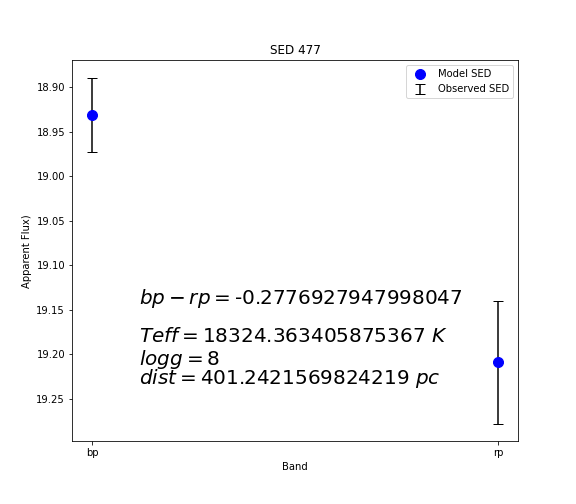 SED 477
Model SED
Observed SED
18.90
18.95
19.00
19.05
19.10
19.15
19.20
19.25
Apparent Flux)
bp − rp = -0.2776927947998047
Teff = 18324.363405875367 K
logg = 8
dist = 401.2421569824219 pc
bp
rp
Band